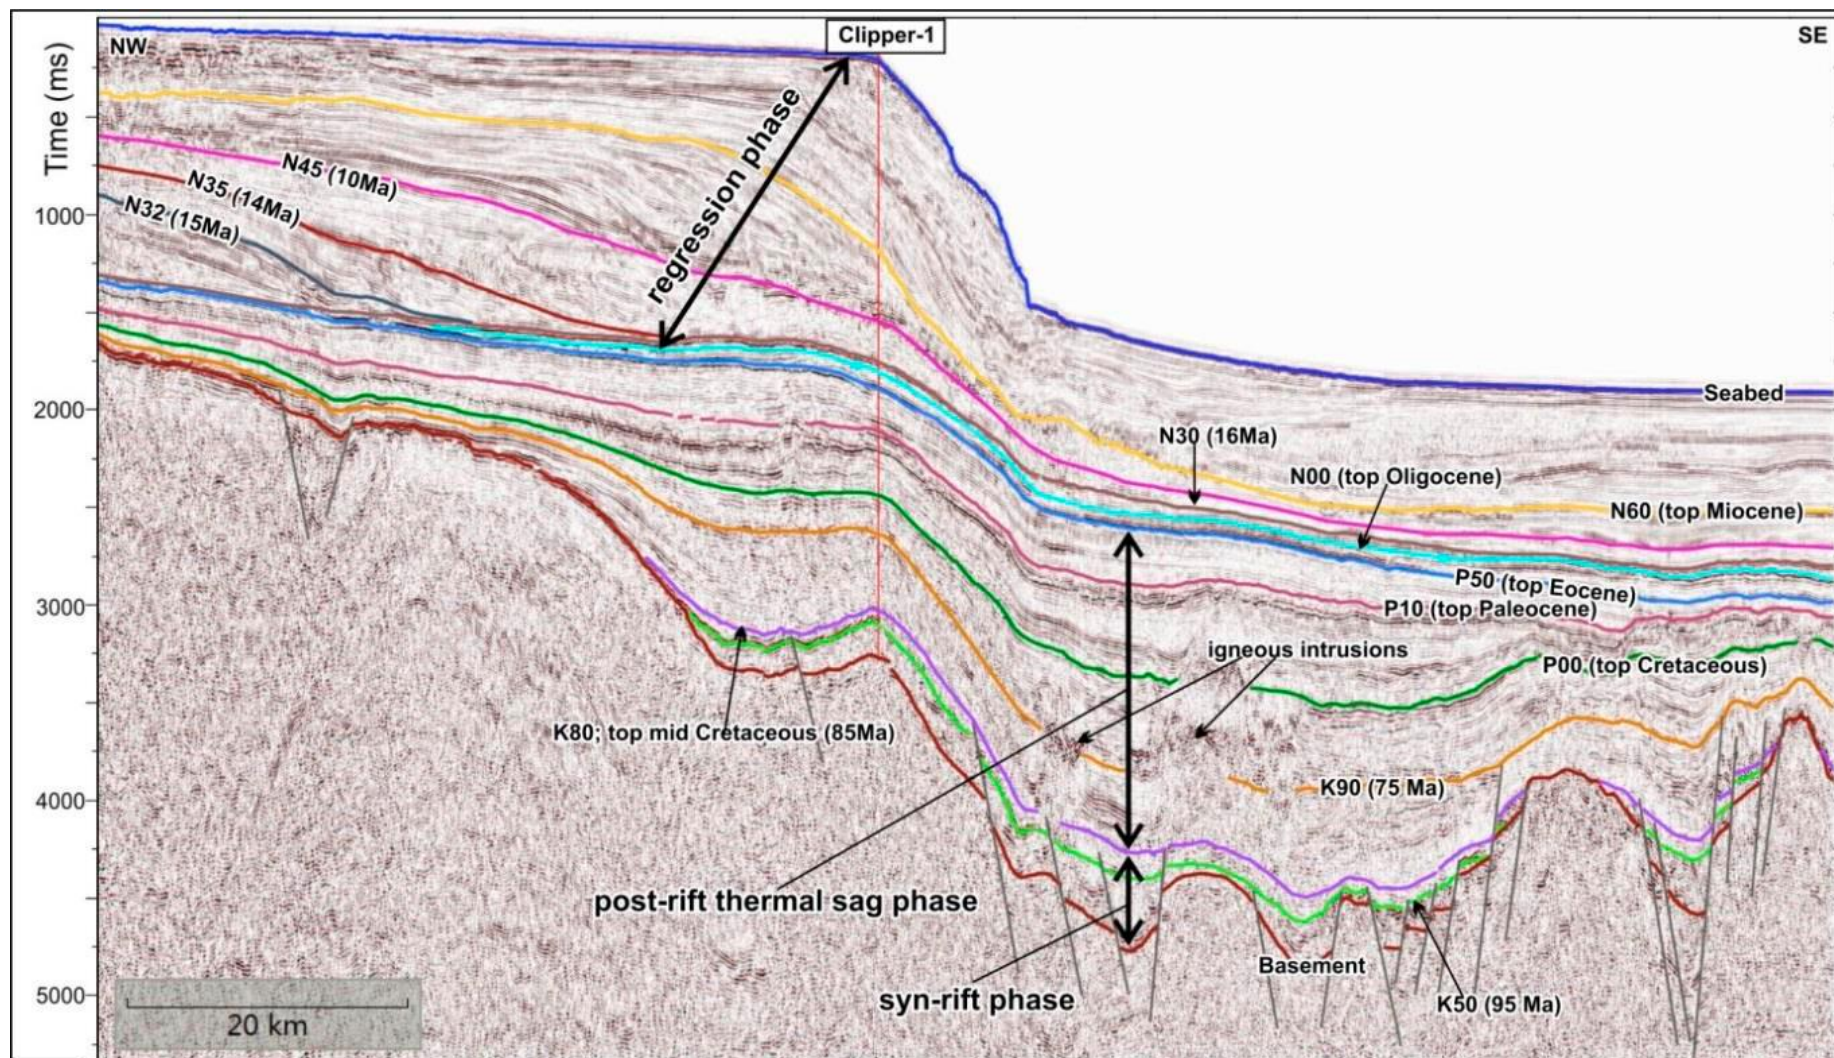 Clipper-1
NW
SE
Time (ms)
1000
2000
3000
4000
5000
regression phase
N45 (10Ma)
N35 (14Ma)
N32 (15Ma)
Seabed
N30 (16Ma)
N00 (top Oligocene)
N60 (top Miocene)
P50 (top Eocene)
P10 (top Paleocene)
igneous intrusions
P00 (top Cretaceous)
K80; top mid Cretaceous (85Ma)
K90 (75 Ma)
post-rift thermal sag phase
Basement
syn-rift phase
K50 (95 Ma)
20 km